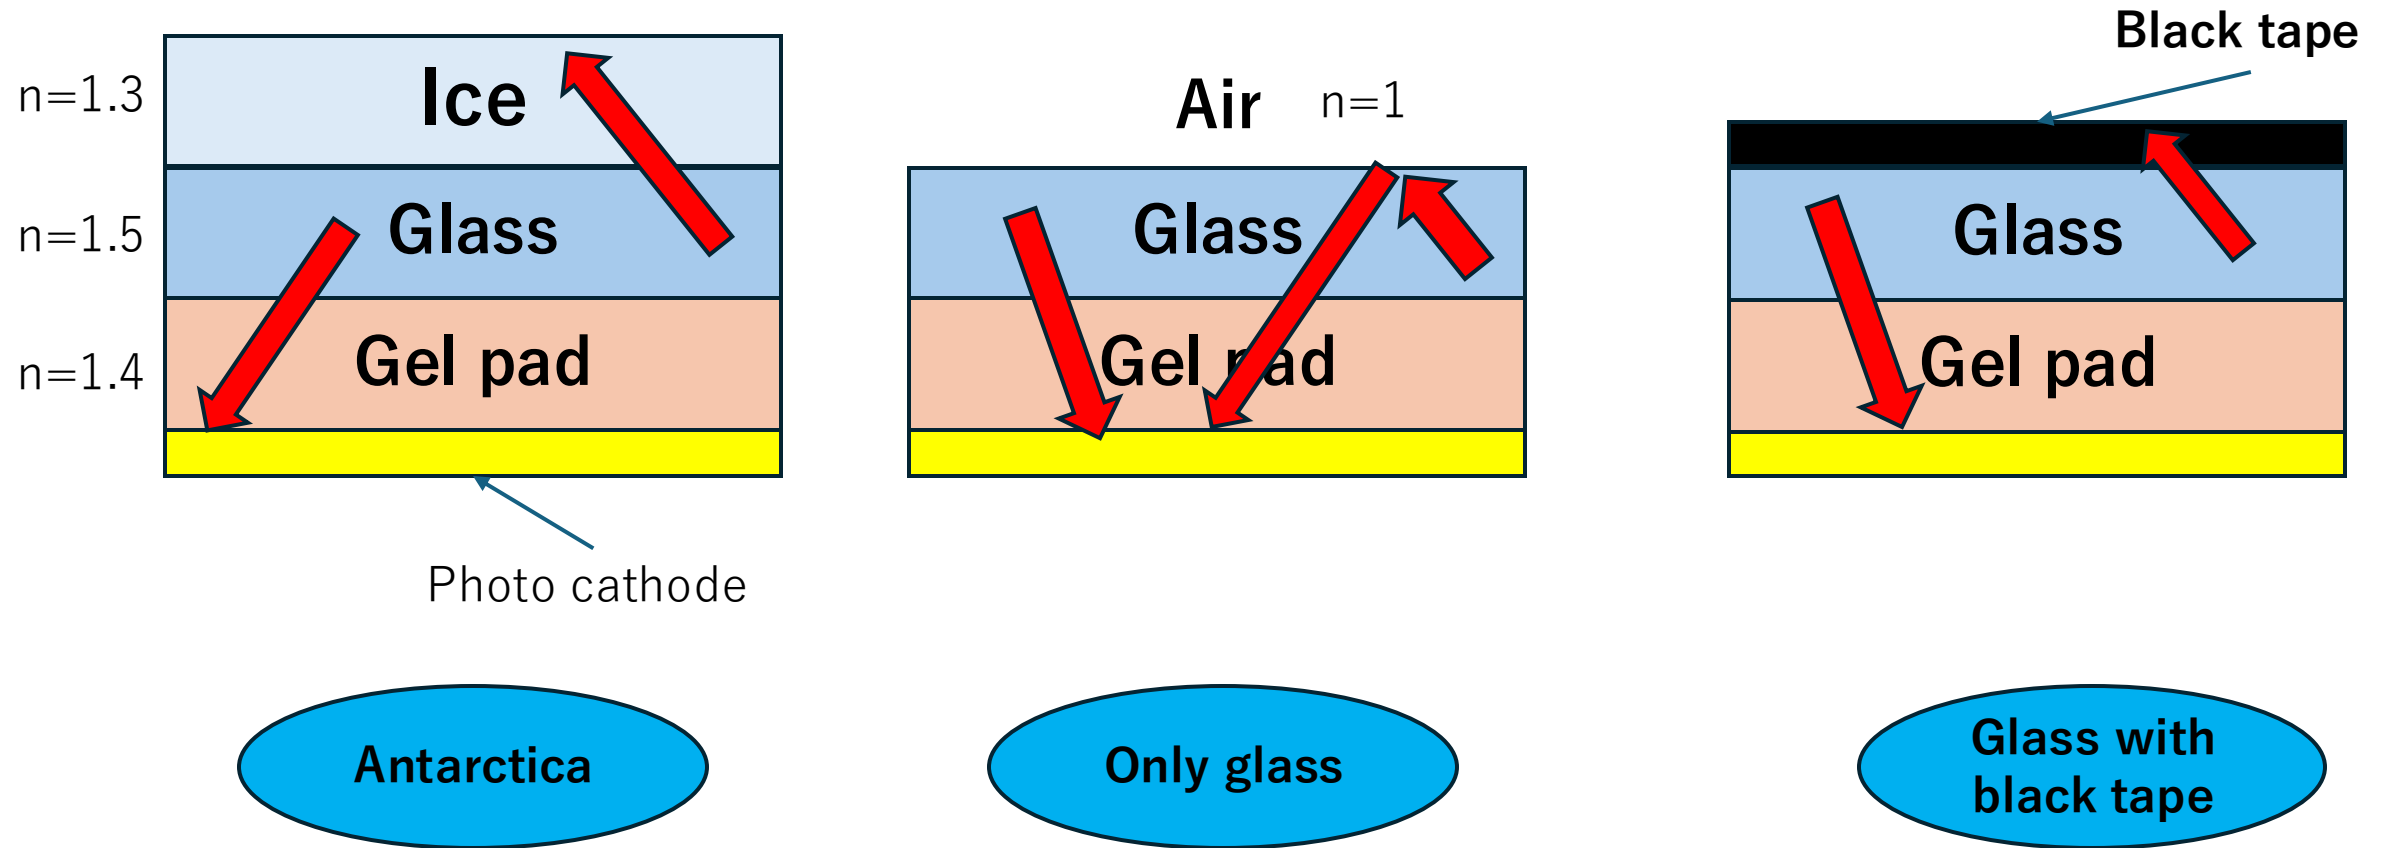 Black tape
n=1.3
Ice
Air
n=1
n=1.5
Glass
Glass
Glass
n=1.4
Gel pad
Gel pad
Gel pad
Photo cathode
Antarctica
Only glass
Glass with
black tape